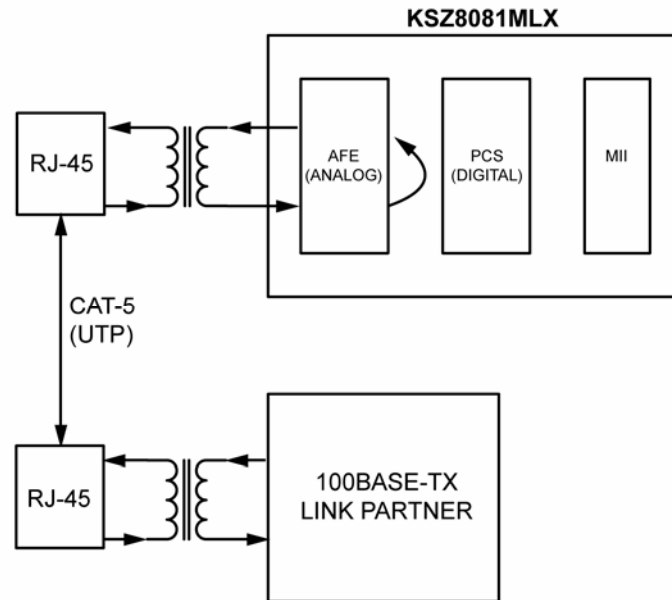 KSZ8081MLX
RJ-45
AFE
(ANALOG)
PCS
(DIGITAL)
MII
CAT-5
(UTP)
RJ-45
100BASE-TX
LINK PARTNER